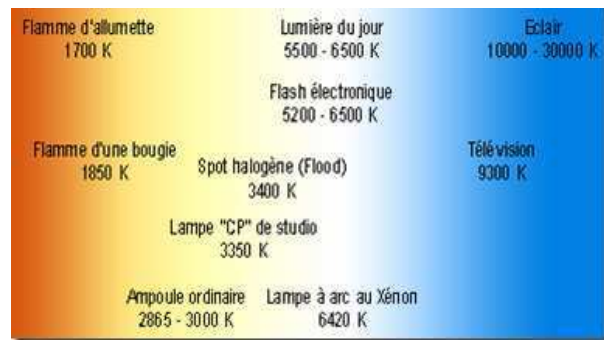 Flamme d'allumette
1700 K
Lumière du jour
5500 - 6500 K
Eclair
10000 - 30000 K
Flash électronique
5200 - 6500 K
Flamme d'une bougie
1850 K
Spot halogène (Flood)
3400 K
Télévision
9300 K
Lampe "CP" de studio
3350 K
Ampoule ordinaire
2865 - 3000 K
Lampe à arc au Xénon
6420 K